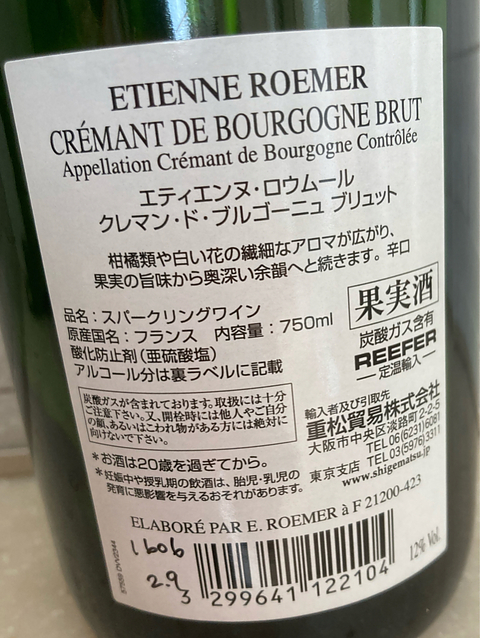 ETIENNE ROEMER
CRÉMANT DE BOURGOGNE BRUT
Appellation Crémant de Bourgogne Contrôlée
エティエンヌ・ロウムール
クレマン・ド・ブルゴーニュ ブリュット
柑橘類や白い花の繊細なアロマが広がり、
果実の旨味から奥深い余韻へと続きます。辛口
品名：スパークリングワイン
原産国名：フランス 内容量：750ml
酸化防止剤(亜硫酸塩)
アルコール分は裏ラベルに記載
果実酒
炭酸ガス含有
REEFER
―定温輸入―
炭酸ガスが含まれております。取扱には十分
ご注意下さい。又、開栓時には他人やご自分
の顔、あるいはこわれ物がある方には絶対に
向けないで下さい。
輸入者及び引取先
重松貿易株式会社
大阪市中央区淡路町2-2-5
TEL06(6231)6081
東京支店 TEL03(5976)3311
www.shigematsu.jp
＊お酒は20歳を過ぎてから。
＊妊娠中や授乳期の飲酒は、胎児・乳児の
発育に悪影響を与えるおそれがあります。
ELABORÉ PAR E. ROEMER à F 21200-423
1606
2.9
3 299641 122104
12% Vol.